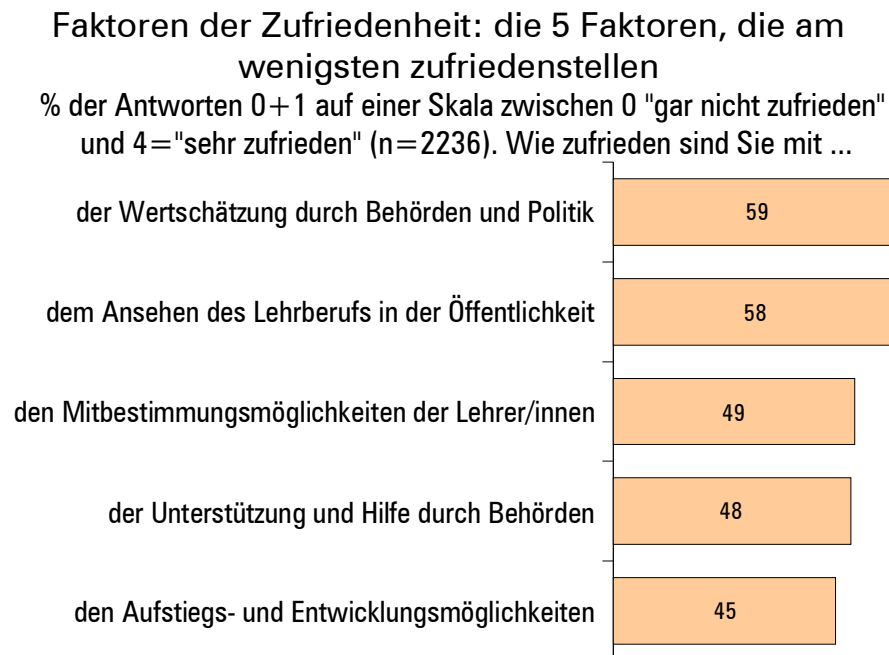 Faktoren der Zufriedenheit: die 5 Faktoren, die am
wenigsten zufriedenstellen
% der Antworten 0+1 auf einer Skala zwischen 0 "gar nicht zufrieden"
und 4="sehr zufrieden" (n=2236). Wie zufrieden sind Sie mit ...
der Wertschätzung durch Behörden und Politik 59
dem Ansehen des Lehrberufs in der Öffentlichkeit 58
den Mitbestimmungsmöglichkeiten der Lehrer/innen 49
der Unterstützung und Hilfe durch Behörden 48
den Aufstiegs- und Entwicklungsmöglichkeiten 45